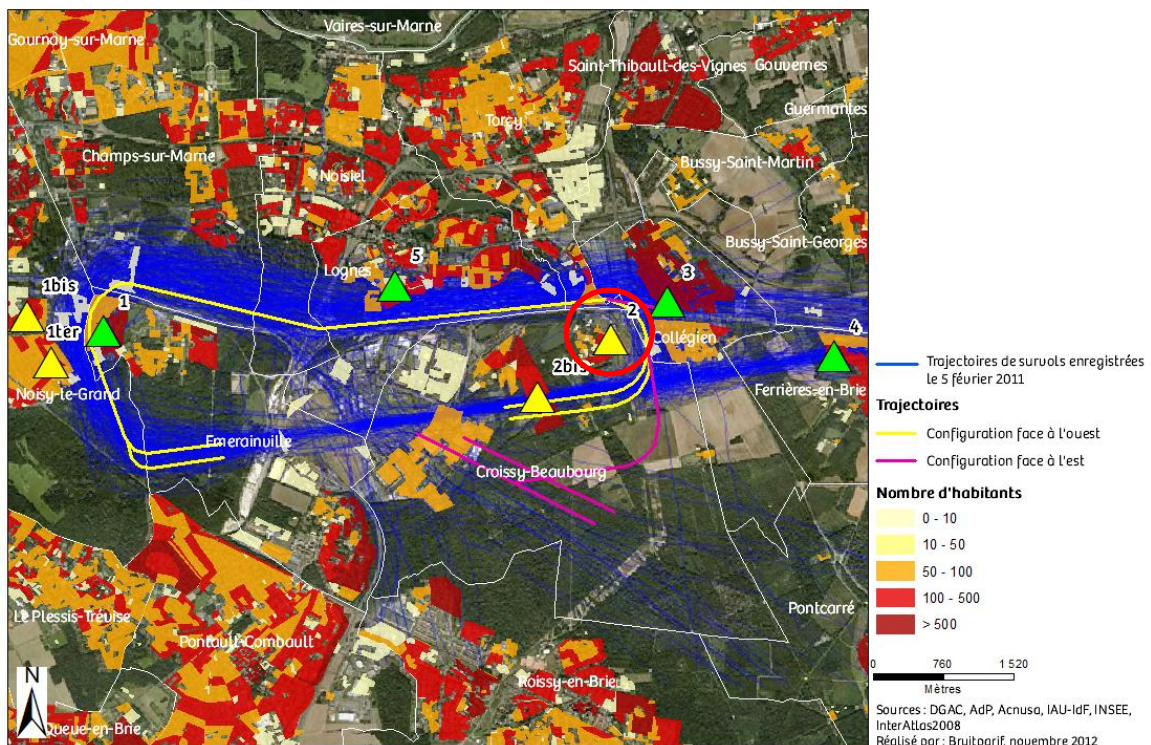 Gournay-sur-Marne
Vaires-sur-Marne
Saint-Thibault-des-Vignes
Gouvernes
Guermantes
Torcy
Champs-sur-Marne
Noisiel
Bussy-Saint-Martin
Bussy-Saint-Georges
Lognes
5
3
1bis
1
2
4
1ter
Collégien
2bis
Noisy-le-Grand
Ferrières-en-Brie
Emerainville
Croissy-Beaubourg
Le Plessis-Trévise
Pontault-Combault
Pontcarré
Roissy-en-Brie
Queue-en-Brie
N
Trajectoires de survols enregistrées
le 5 février 2011
Trajectoires
Configuration face à l'ouest
Configuration face à l'est
Nombre d'habitants
0 - 10
10 - 50
50 - 100
100 - 500
> 500
0 760 1 520
Mètres
Sources : DGAC, AdP, Acnusa, IAU-IdF, INSEE,
InterAtlas2008
Réalisé par : Bruitparif, novembre 2012